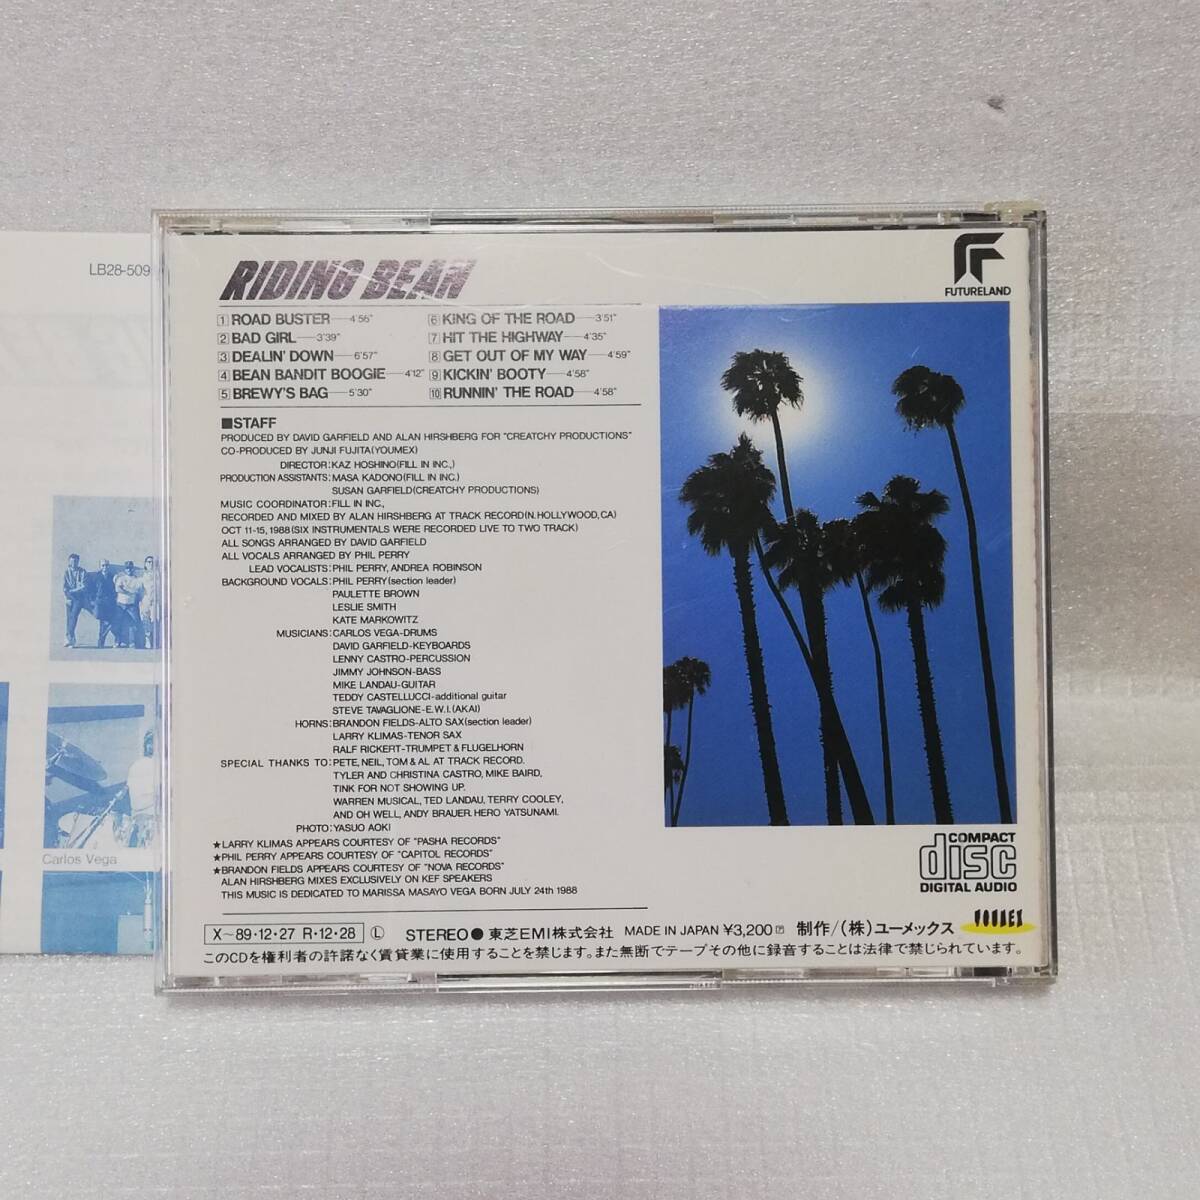 LB28-509
RIDING BEAN
FUTURELAND
1 ROAD BUSTER—4'56"
2 BAD GIRL—3'39"
3 DEALIN' DOWN—6'57"
4 BEAN BANDIT BOOGIE—4'12"
5 BREWY'S BAG—5'30"
6 KING OF THE ROAD—3'51"
7 HIT THE HIGHWAY—4'35"
8 GET OUT OF MY WAY—4'59"
9 KICKIN' BOOTY—4'58"
10 RUNNIN' THE ROAD—4'58"
■STAFF
PRODUCED BY DAVID GARFIELD AND ALAN HIRSHBERG FOR "CREATCHY PRODUCTIONS"
CO-PRODUCED BY JUNJI FUJITA(YOUMEX)
DIRECTOR:KAZ HOSHINO(FILL IN INC.,)
PRODUCTION ASSISTANTS:MASA KADONO(FILL IN INC.)
SUSAN GARFIELD(CREATCHY PRODUCTIONS)
MUSIC COORDINATOR:FILL IN INC.,
RECORDED AND MIXED BY ALAN HIRSHBERG AT TRACK RECORD(N.HOLLYWOOD,CA)
OCT 11-15, 1988(SIX INSTRUMENTALS WERE RECORDED LIVE TO TWO TRACK)
ALL SONGS ARRANGED BY DAVID GARFIELD
ALL VOCALS ARRANGED BY PHIL PERRY
LEAD VOCALISTS:PHIL PERRY, ANDREA ROBINSON
BACKGROUND VOCALS:PHIL PERRY(section leader)
PAULETTE BROWN
LESLIE SMITH
KATE MARKOWITZ
MUSICIANS:CARLOS VEGA-DRUMS
DAVID GARFIELD-KEYBOARDS
LENNY CASTRO-PERCUSSION
JIMMY JOHNSON-BASS
MIKE LANDAU-GUITAR
TEDDY CASTELLUCCI-additional guitar
STEVE TAVAGLIONE-E.W.I.(AKAI)
HORNS:BRANDON FIELDS-ALTO SAX(section leader)
LARRY KLIMAS-TENOR SAX
RALF RICKERT-TRUMPET & FLUGELHORN
SPECIAL THANKS TO:PETE, NEIL, TOM & AL AT TRACK RECORD.
TYLER AND CHRISTINA CASTRO, MIKE BAIRD,
TINK FOR NOT SHOWING UP.
WARREN MUSICAL, TED LANDAU, TERRY COOLEY,
AND OH WELL, ANDY BRAUER. HERO YATSUNAMI.
PHOTO:YASUO AOKI
★LARRY KLIMAS APPEARS COURTESY OF "PASHA RECORDS"
★PHIL PERRY APPEARS COURTESY OF "CAPITOL RECORDS"
★BRANDON FIELDS APPEARS COURTESY OF "NOVA RECORDS"
ALAN HIRSHBERG MIXES EXCLUSIVELY ON KEF SPEAKERS
THIS MUSIC IS DEDICATED TO MARISSA MASAYO VEGA BORN JULY 24th 1988
Carlos Vega
COMPACT
disc
DIGITAL AUDIO
X～89・12・27 R・12・28 Ⓛ STEREO● 東芝EMI株式会社 MADE IN JAPAN ¥3,200 Ⓟ 制作/(株)ユーメックス YOUMEX
このCDを権利者の許諾なく賃貸業に使用することを禁じます。また無断でテープその他に録音することは法律で禁じられています。